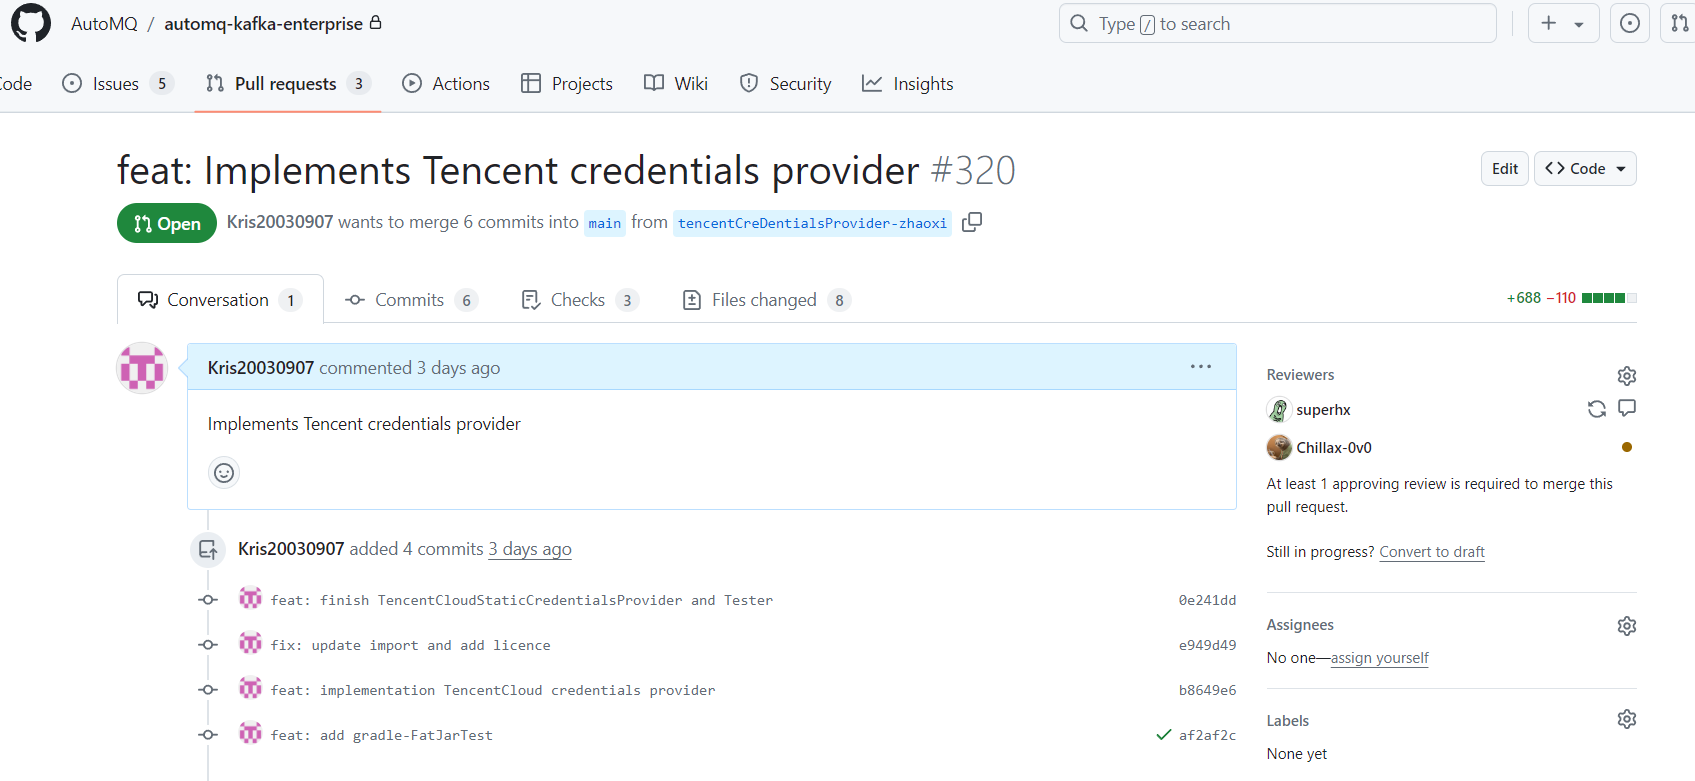 AutoMQ / automq-kafka-enterprise
Type / to search
Code
Issues 5
Pull requests 3
Actions
Projects
Wiki
Security
Insights
feat: Implements Tencent credentials provider #320
Edit
Code
Open
Kris20030907 wants to merge 6 commits into main from tencentCreDentialsProvider-zhaoxi
Conversation 1
Commits 6
Checks 3
Files changed 8
+688 −110
Kris20030907 commented 3 days ago
Implements Tencent credentials provider
Kris20030907 added 4 commits 3 days ago
feat: finish TencentCloudStaticCredentialsProvider and Tester 0e241dd
fix: update import and add licence e949d49
feat: implementation TencentCloud credentials provider b8649e6
feat: add gradle-FatJarTest af2af2c
Reviewers
superhx
Chillax-0v0
At least 1 approving review is required to merge this
pull request.
Still in progress? Convert to draft
Assignees
No one—assign yourself
Labels
None yet